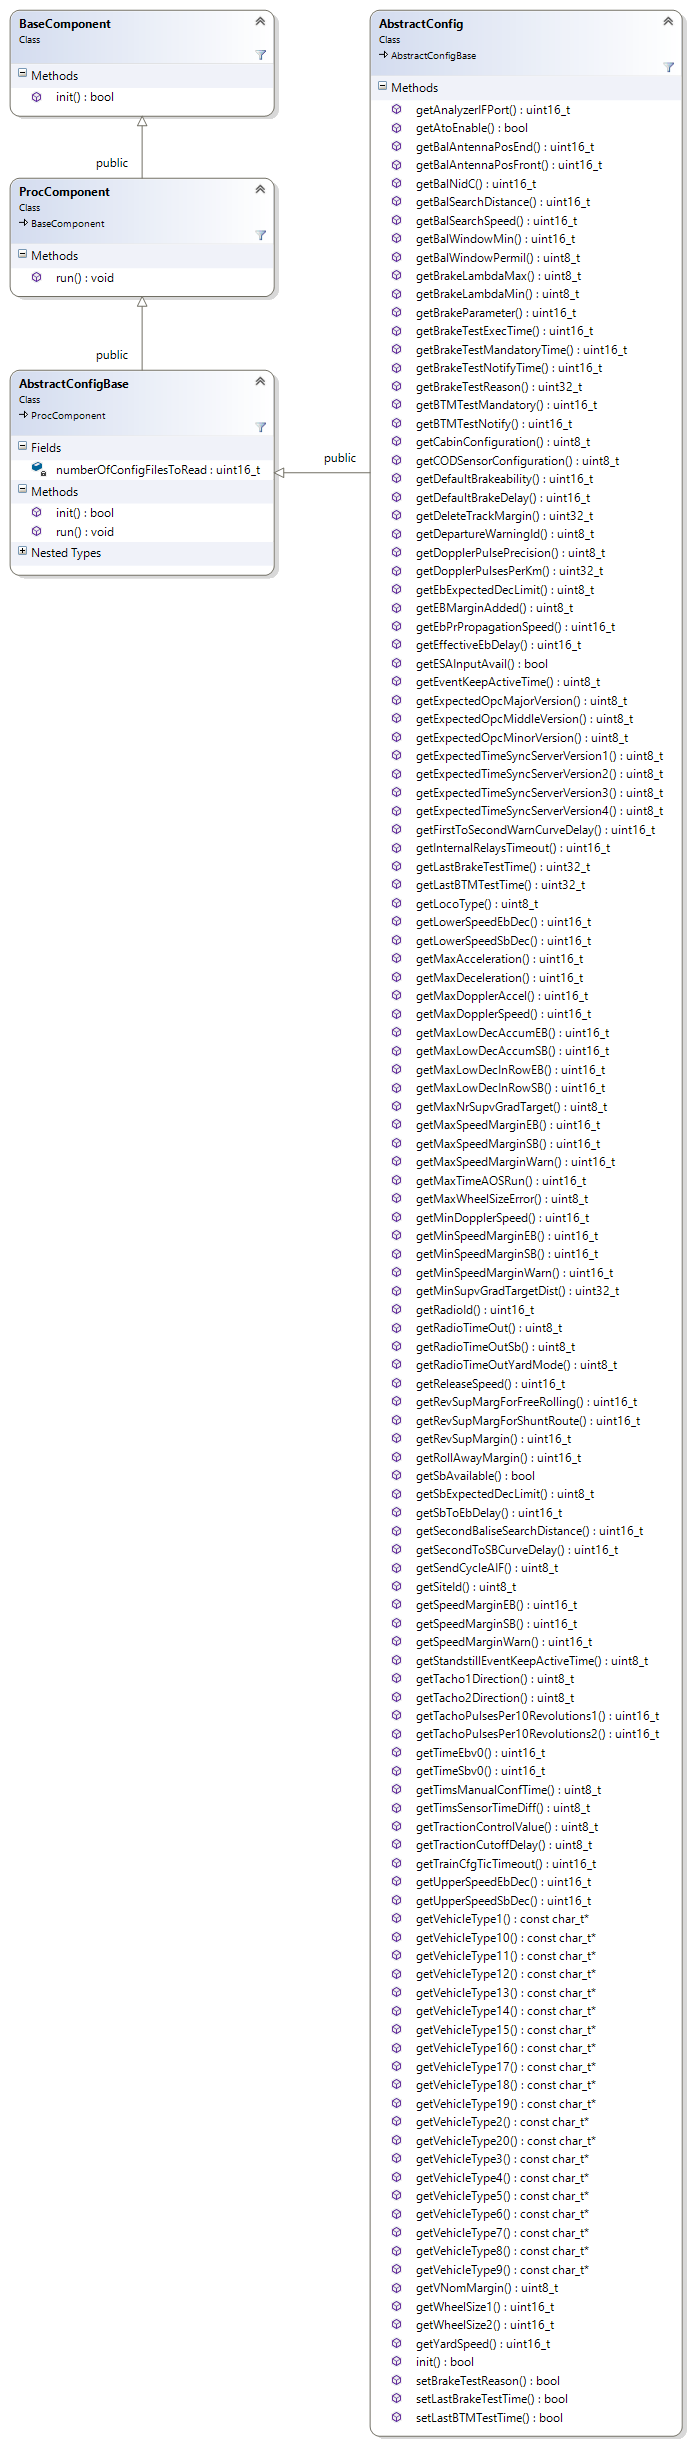 BaseComponent
Class
Methods
init() : bool
public
ProcComponent
Class
BaseComponent
Methods
run() : void
public
AbstractConfigBase
Class
ProcComponent
Fields
numberOfConfigFilesToRead : uint16_t
Methods
init() : bool
run() : void
Nested Types
public
AbstractConfig
Class
AbstractConfigBase
Methods
getAnalyzerIFPort() : uint16_t
getAtoEnable() : bool
getBalAntennaPosEnd() : uint16_t
getBalAntennaPosFront() : uint16_t
getBalNidC() : uint16_t
getBalSearchDistance() : uint16_t
getBalSearchSpeed() : uint16_t
getBalWindowMin() : uint16_t
getBalWindowPermil() : uint8_t
getBrakeLambdaMax() : uint8_t
getBrakeLambdaMin() : uint8_t
getBrakeParameter() : uint16_t
getBrakeTestExecTime() : uint16_t
getBrakeTestMandatoryTime() : uint16_t
getBrakeTestNotifyTime() : uint16_t
getBrakeTestReason() : uint32_t
getBTMTestMandatory() : uint16_t
getBTMTestNotify() : uint16_t
getCabinConfiguration() : uint8_t
getCODSensorConfiguration() : uint8_t
getDefaultBrakeability() : uint16_t
getDefaultBrakeDelay() : uint16_t
getDeleteTrackMargin() : uint32_t
getDepartureWarningId() : uint8_t
getDopplerPulsePrecision() : uint8_t
getDopplerPulsesPerKm() : uint32_t
getEbExpectedDecLimit() : uint8_t
getEBMarginAdded() : uint8_t
getEbPrPropagationSpeed() : uint16_t
getEffectiveEbDelay() : uint16_t
getESAInputAvail() : bool
getEventKeepActiveTime() : uint8_t
getExpectedOpcMajorVersion() : uint8_t
getExpectedOpcMiddleVersion() : uint8_t
getExpectedOpcMinorVersion() : uint8_t
getExpectedTimeSyncServerVersion1() : uint8_t
getExpectedTimeSyncServerVersion2() : uint8_t
getExpectedTimeSyncServerVersion3() : uint8_t
getExpectedTimeSyncServerVersion4() : uint8_t
getFirstToSecondWarnCurveDelay() : uint16_t
getInternalRelaysTimeout() : uint16_t
getLastBrakeTestTime() : uint32_t
getLastBTMTestTime() : uint32_t
getLocoType() : uint8_t
getLowerSpeedEbDec() : uint16_t
getLowerSpeedSbDec() : uint16_t
getMaxAcceleration() : uint16_t
getMaxDeceleration() : uint16_t
getMaxDopplerAccel() : uint16_t
getMaxDopplerSpeed() : uint16_t
getMaxLowDecAccumEB() : uint16_t
getMaxLowDecAccumSB() : uint16_t
getMaxLowDecInRowEB() : uint16_t
getMaxLowDecInRowSB() : uint16_t
getMaxNrSupvGradTarget() : uint8_t
getMaxSpeedMarginEB() : uint16_t
getMaxSpeedMarginSB() : uint16_t
getMaxSpeedMarginWarn() : uint16_t
getMaxTimeAOSRun() : uint16_t
getMaxWheelSizeError() : uint8_t
getMinDopplerSpeed() : uint16_t
getMinSpeedMarginEB() : uint16_t
getMinSpeedMarginSB() : uint16_t
getMinSpeedMarginWarn() : uint16_t
getMinSupvGradTargetDist() : uint32_t
getRadioId() : uint16_t
getRadioTimeOut() : uint8_t
getRadioTimeOutSb() : uint8_t
getRadioTimeOutYardMode() : uint8_t
getReleaseSpeed() : uint16_t
getRevSupMargForFreeRolling() : uint16_t
getRevSupMargForShuntRoute() : uint16_t
getRevSupMargin() : uint16_t
getRollAwayMargin() : uint16_t
getSbAvailable() : bool
getSbExpectedDecLimit() : uint8_t
getSbToEbDelay() : uint16_t
getSecondBaliseSearchDistance() : uint16_t
getSecondToSBCurveDelay() : uint16_t
getSendCycleAIF() : uint8_t
getSiteId() : uint8_t
getSpeedMarginEB() : uint16_t
getSpeedMarginSB() : uint16_t
getSpeedMarginWarn() : uint16_t
getStandstillEventKeepActiveTime() : uint8_t
getTacho1Direction() : uint8_t
getTacho2Direction() : uint8_t
getTachoPulsesPer10Revolutions1() : uint16_t
getTachoPulsesPer10Revolutions2() : uint16_t
getTimeEbv0() : uint16_t
getTimeSbv0() : uint16_t
getTimsManualConfTime() : uint8_t
getTimsSensorTimeDiff() : uint8_t
getTractionControlValue() : uint8_t
getTractionCutoffDelay() : uint8_t
getTrainCfgTicTimeout() : uint16_t
getUpperSpeedEbDec() : uint16_t
getUpperSpeedSbDec() : uint16_t
getVehicleType1() : const char_t*
getVehicleType10() : const char_t*
getVehicleType11() : const char_t*
getVehicleType12() : const char_t*
getVehicleType13() : const char_t*
getVehicleType14() : const char_t*
getVehicleType15() : const char_t*
getVehicleType16() : const char_t*
getVehicleType17() : const char_t*
getVehicleType18() : const char_t*
getVehicleType19() : const char_t*
getVehicleType2() : const char_t*
getVehicleType20() : const char_t*
getVehicleType3() : const char_t*
getVehicleType4() : const char_t*
getVehicleType5() : const char_t*
getVehicleType6() : const char_t*
getVehicleType7() : const char_t*
getVehicleType8() : const char_t*
getVehicleType9() : const char_t*
getVNomMargin() : uint8_t
getWheelSize1() : uint16_t
getWheelSize2() : uint16_t
getYardSpeed() : uint16_t
init() : bool
setBrakeTestReason() : bool
setLastBrakeTestTime() : bool
setLastBTMTestTime() : bool